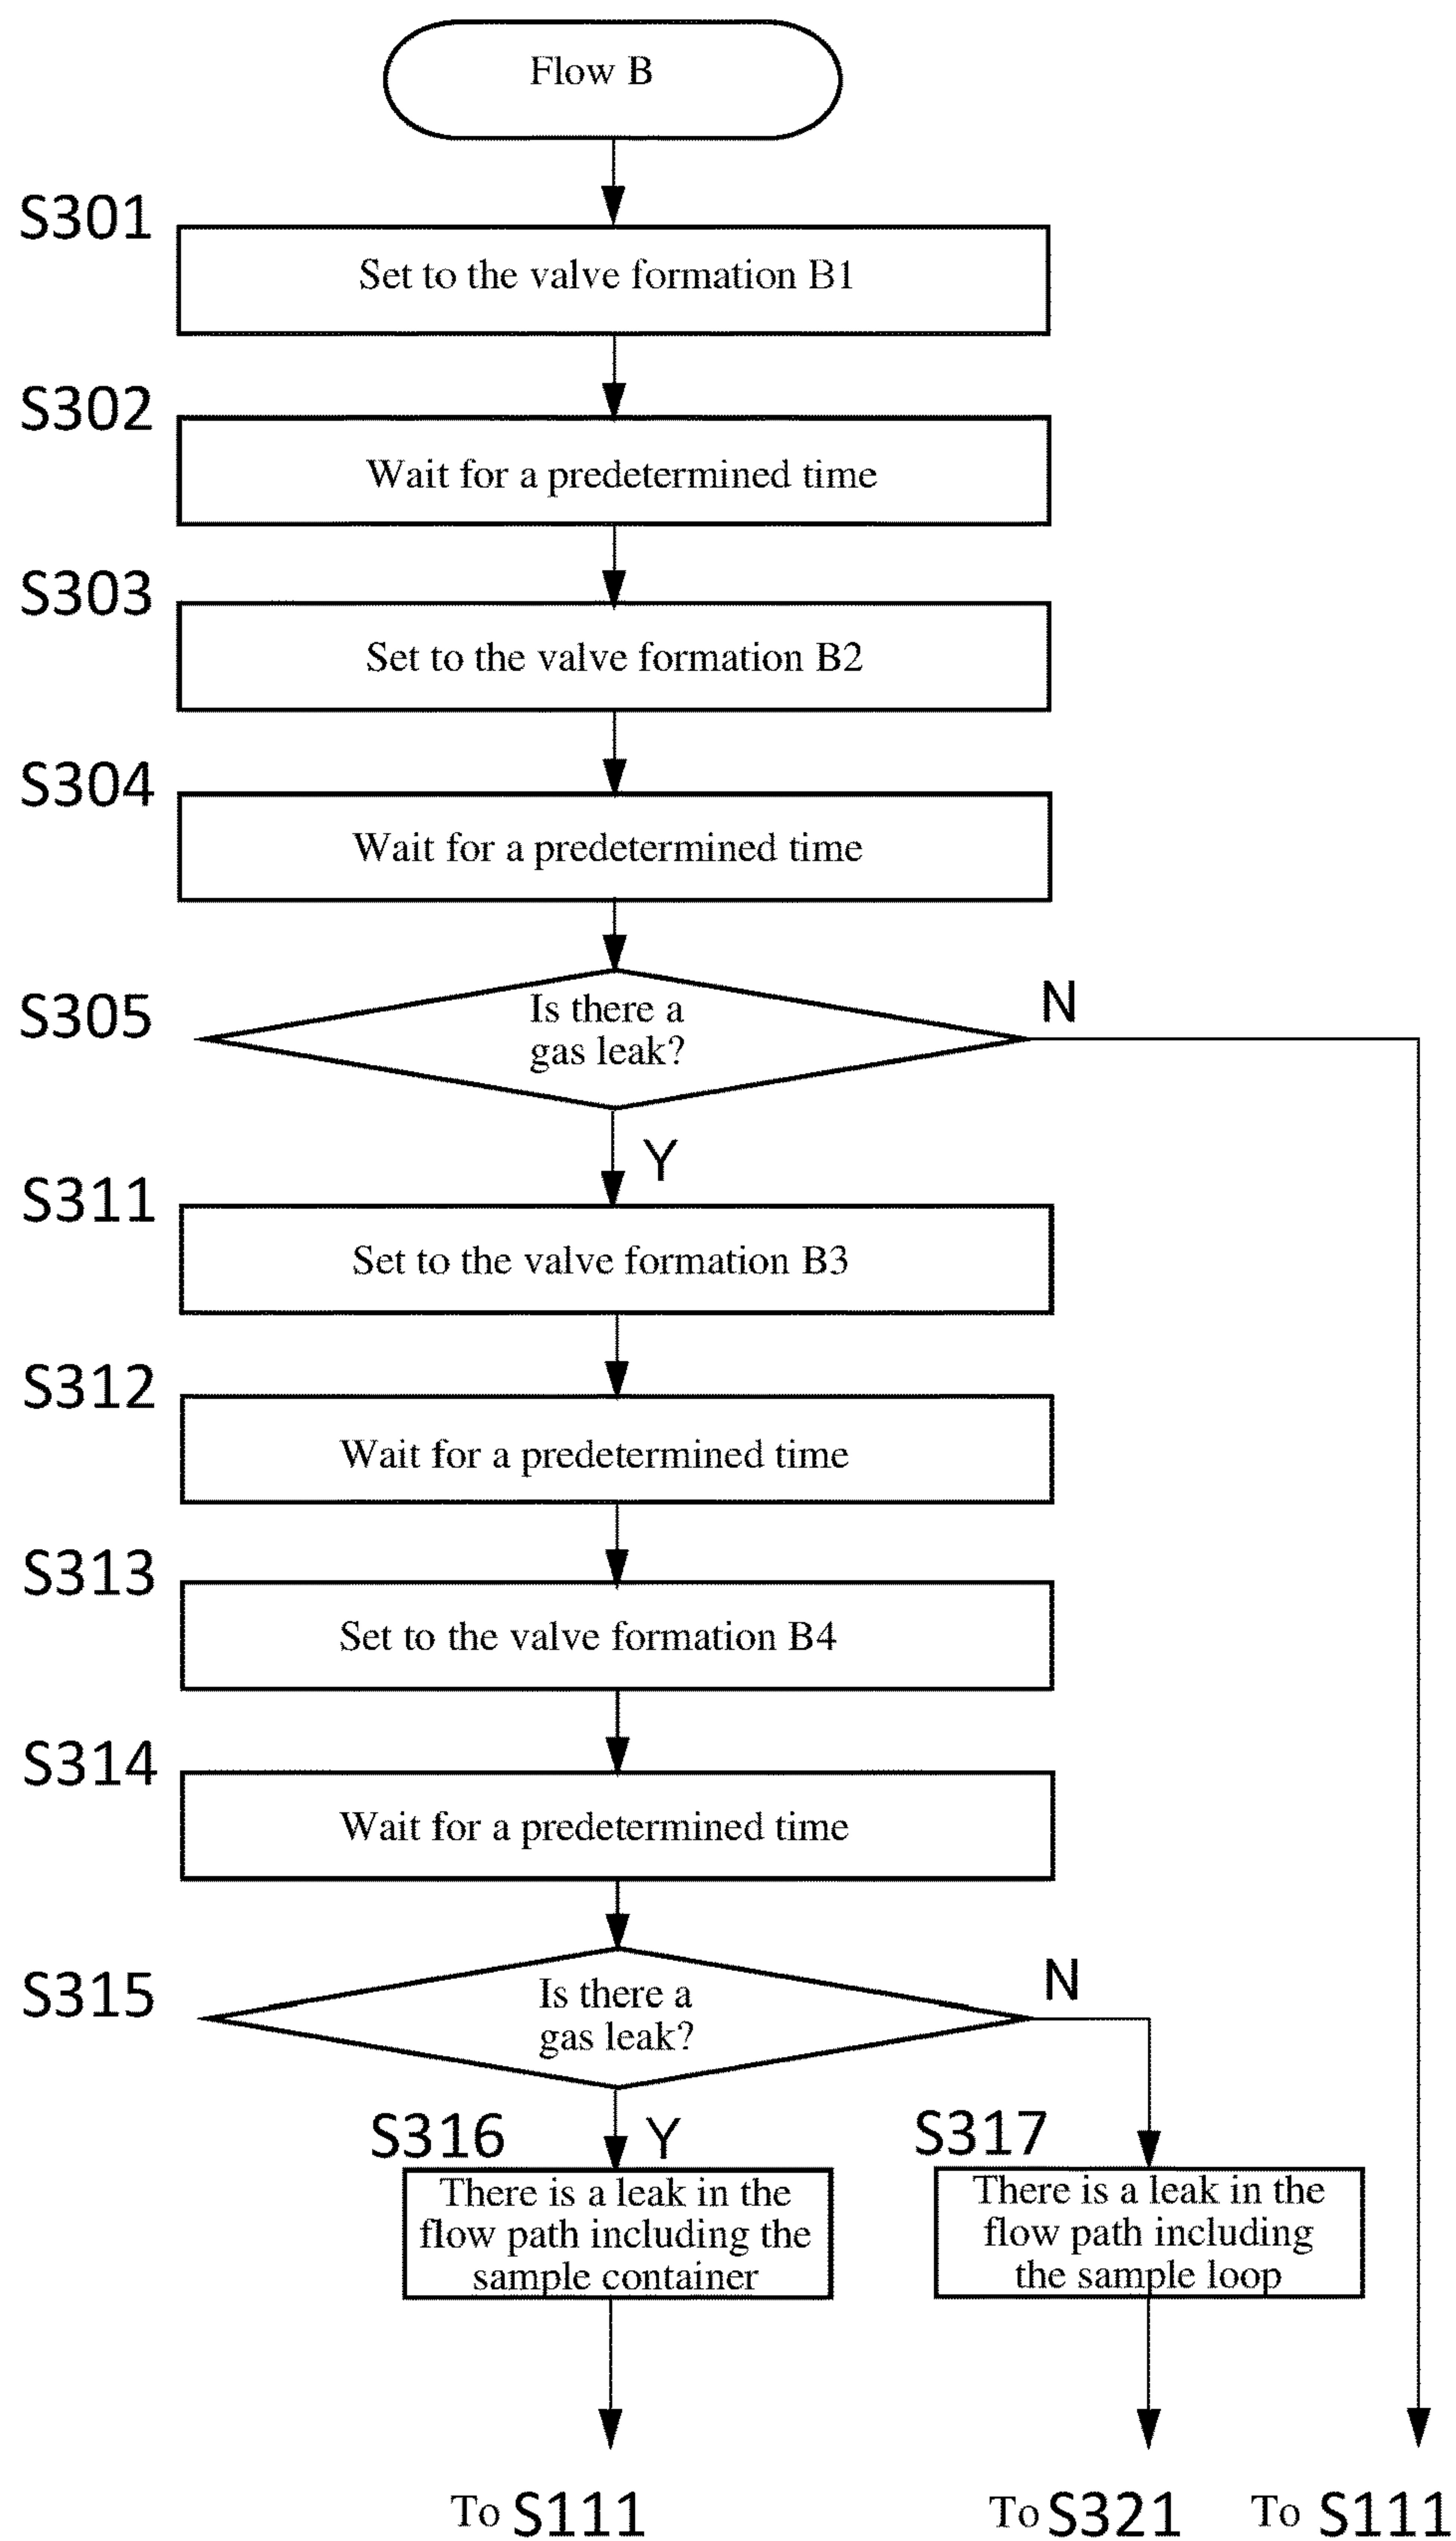 Flow B
S301
Set to the valve formation B1
S302
Wait for a predetermined time
S303
Set to the valve formation B2
S304
Wait for a predetermined time
S305
Is there a
gas leak?
N
Y
S311
Set to the valve formation B3
S312
Wait for a predetermined time
S313
Set to the valve formation B4
S314
Wait for a predetermined time
S315
Is there a
gas leak?
N
Y
S316
There is a leak in the
flow path including the
sample container
S317
There is a leak in the
flow path including
the sample loop
To S111
To S321
To S111